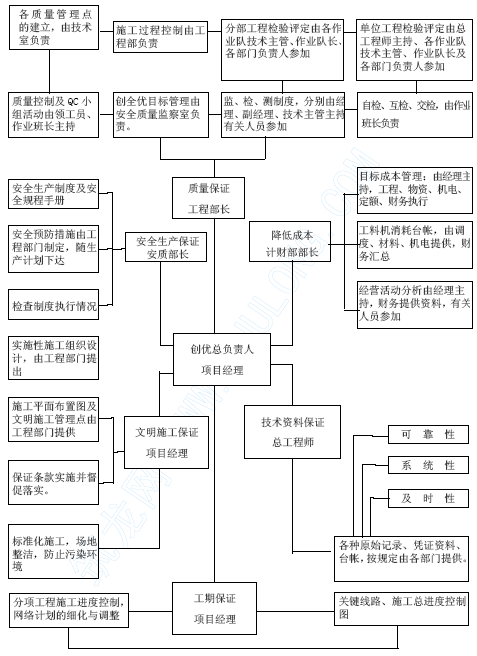 各质量管理点
的建立，由技术
室负责
施工过程控制由工
程部负责
分部工程检验评定由各
作业队技术主管、作业队长、
各部门负责人参加
单位工程检验评定由总
工程师主持、各作业队
技术主管、作业队长及
各部门负责人参加
质量控制及 QC 小
组活动由领工员、
作业班长主持
创全优目标管理由
安全质量监察室负
责。
监、检、测制度，分别由经
理、副经理、技术主管主持
有关人员参加
自检、互检、交检，由作业
班长负责
质量保证
工程部长
安全生产制度及安
全规程手册
安全预防措施由工
程部门制定，随生
产计划下达
检查制度执行情况
安全生产保证
安质部长
降低成本
计财部部长
目标成本管理：由经理主
持，工程、物资、机电、
定额、财务执行
工料机消耗台帐，由调
度、材料、机电提供，财
务汇总
经营活动分析由经理主
持，财务提供资料，有关
人员参加
实施性施工组织设
计，由工程部门提
出
创优总负责人
项目经理
施工平面布置图及
文明施工管理点由
工程部门提供
保证条款实施并督
促落实。
标准化施工，场地
整洁，防止污染环
境
文明施工保证
项目经理
技术资料保证
总工程师
可 靠 性
系 统 性
及 时 性
各种原始记录、凭证资料、
台帐，按规定由各部门提供。
分项工程施工进度控制，
网络计划的细化与调整
工期保证
项目经理
关键线路、施工总进度控制
图